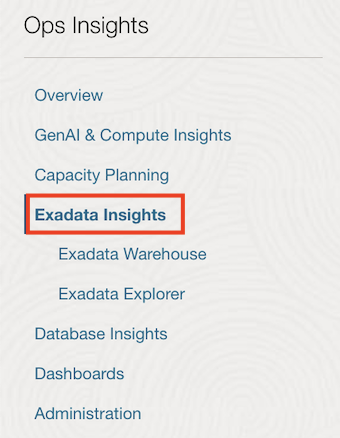 Ops Insights
Overview
GenAI & Compute Insights
Capacity Planning
Exadata Insights
Exadata Warehouse
Exadata Explorer
Database Insights
Dashboards
Administration